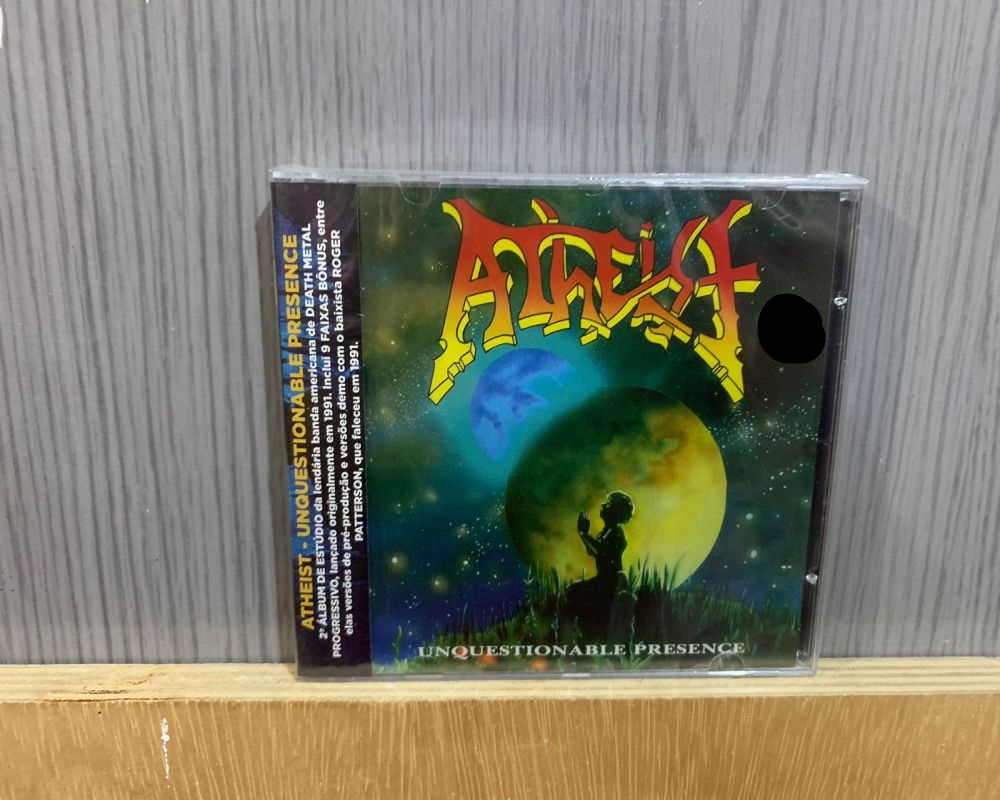 ATHEIST - UNQUESTIONABLE PRESENCE
2º ÁLBUM DE ESTÚDIO da lendária banda americana de DEATH METAL
PROGRESSIVO, lançado originalmente em 1991. Inclui 9 FAIXAS BÔNUS, entre
elas versões de pré-produção e versões demo com o baixista ROGER
PATTERSON, que faleceu em 1991.
ATHEIST
UNQUESTIONABLE PRESENCE